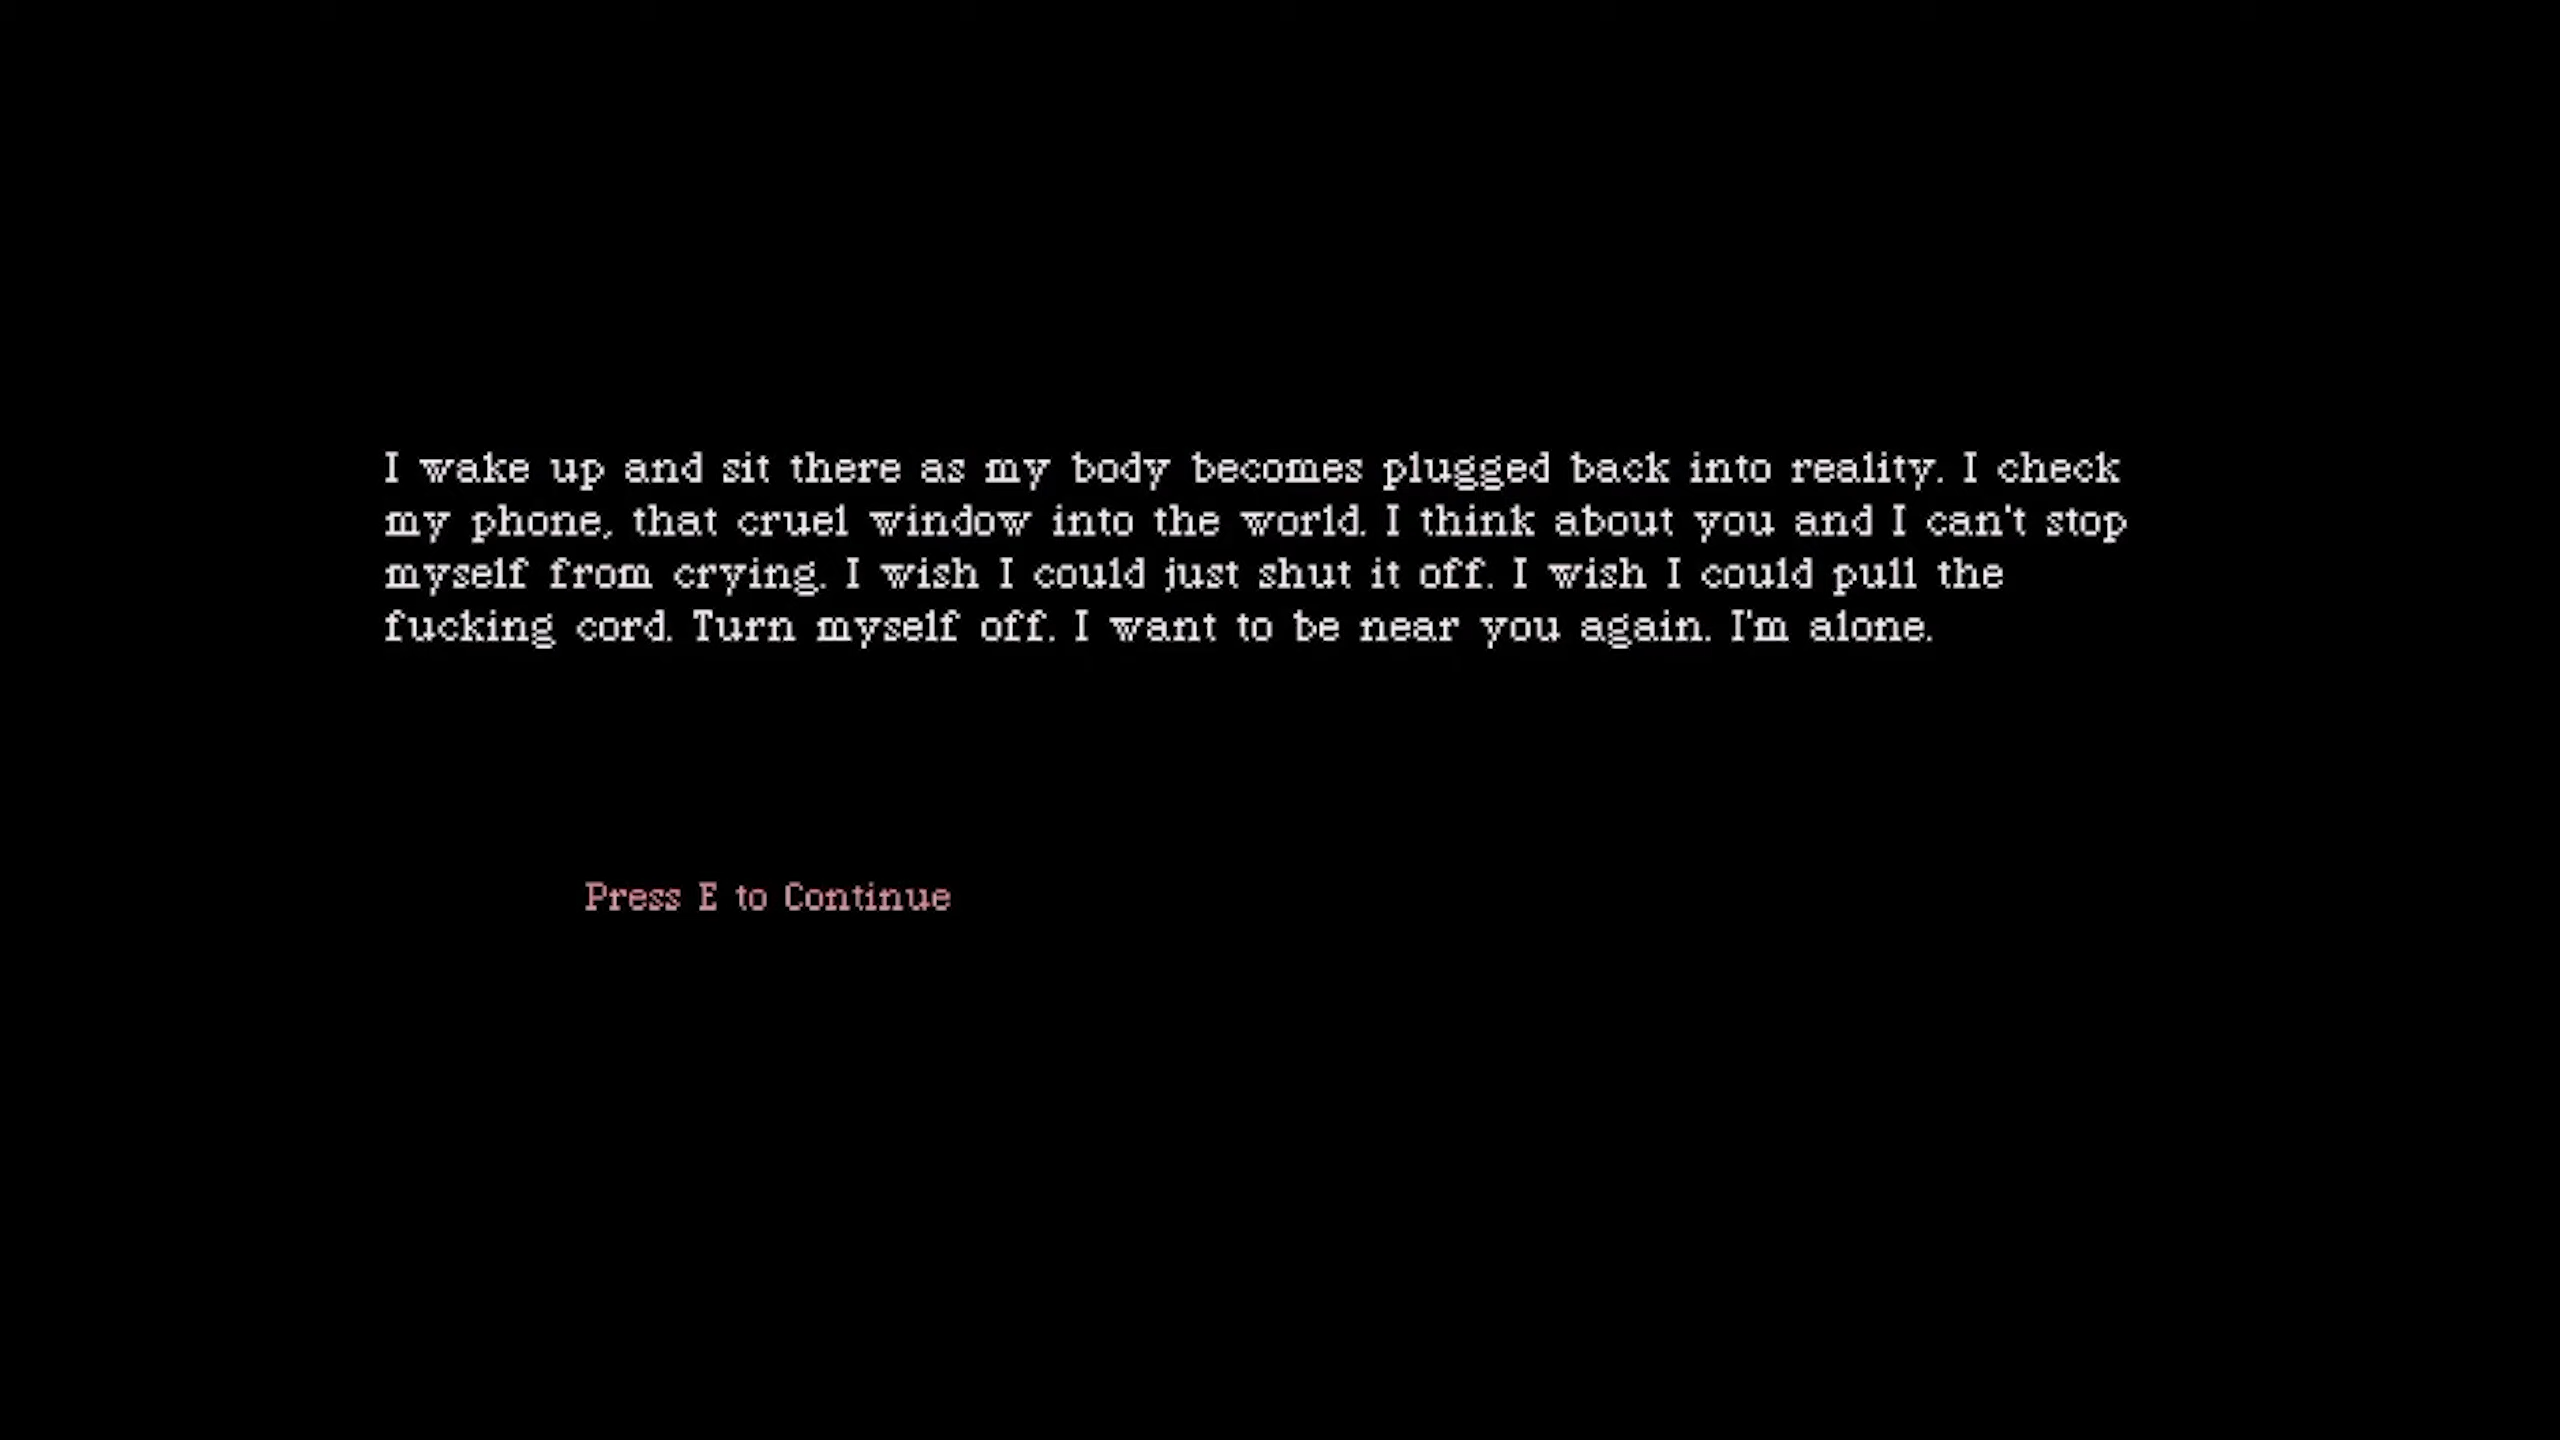 I wake up and sit there as my body becomes plugged back into reality. I check
my phone, that cruel window into the world. I think about you and I can't stop
myself from crying. I wish I could just shut it off. I wish I could pull the
fucking cord. Turn myself off. I want to be near you again. I'm alone.
Press E to Continue